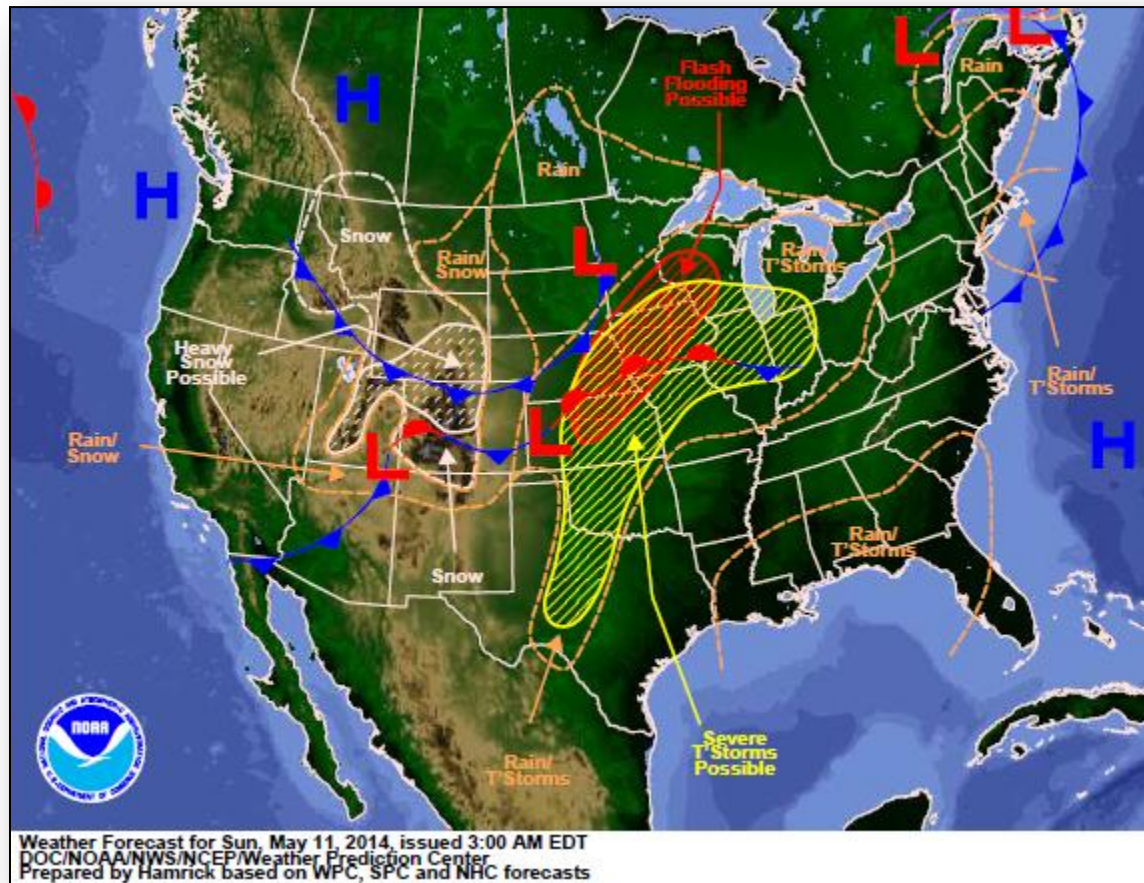 L
L
Rain
Flash
Flooding
Possible
H
Rain
H
Snow
Rain/
Snow
L
Rain/
T'Storms
Heavy
Snow
Possible
Rain/
T'Storms
Rain/
Snow
L
L
H
Rain/
T'Storms
Snow
Severe
T'Storms
Possible
Rain/
T'Storms
NOAA
Weather Forecast for Sun, May 11, 2014, issued 3:00 AM EDT
DOC/NOAA/NWS/NCEP/Weather Prediction Center
Prepared by Hamrick based on WPC, SPC and NHC forecasts